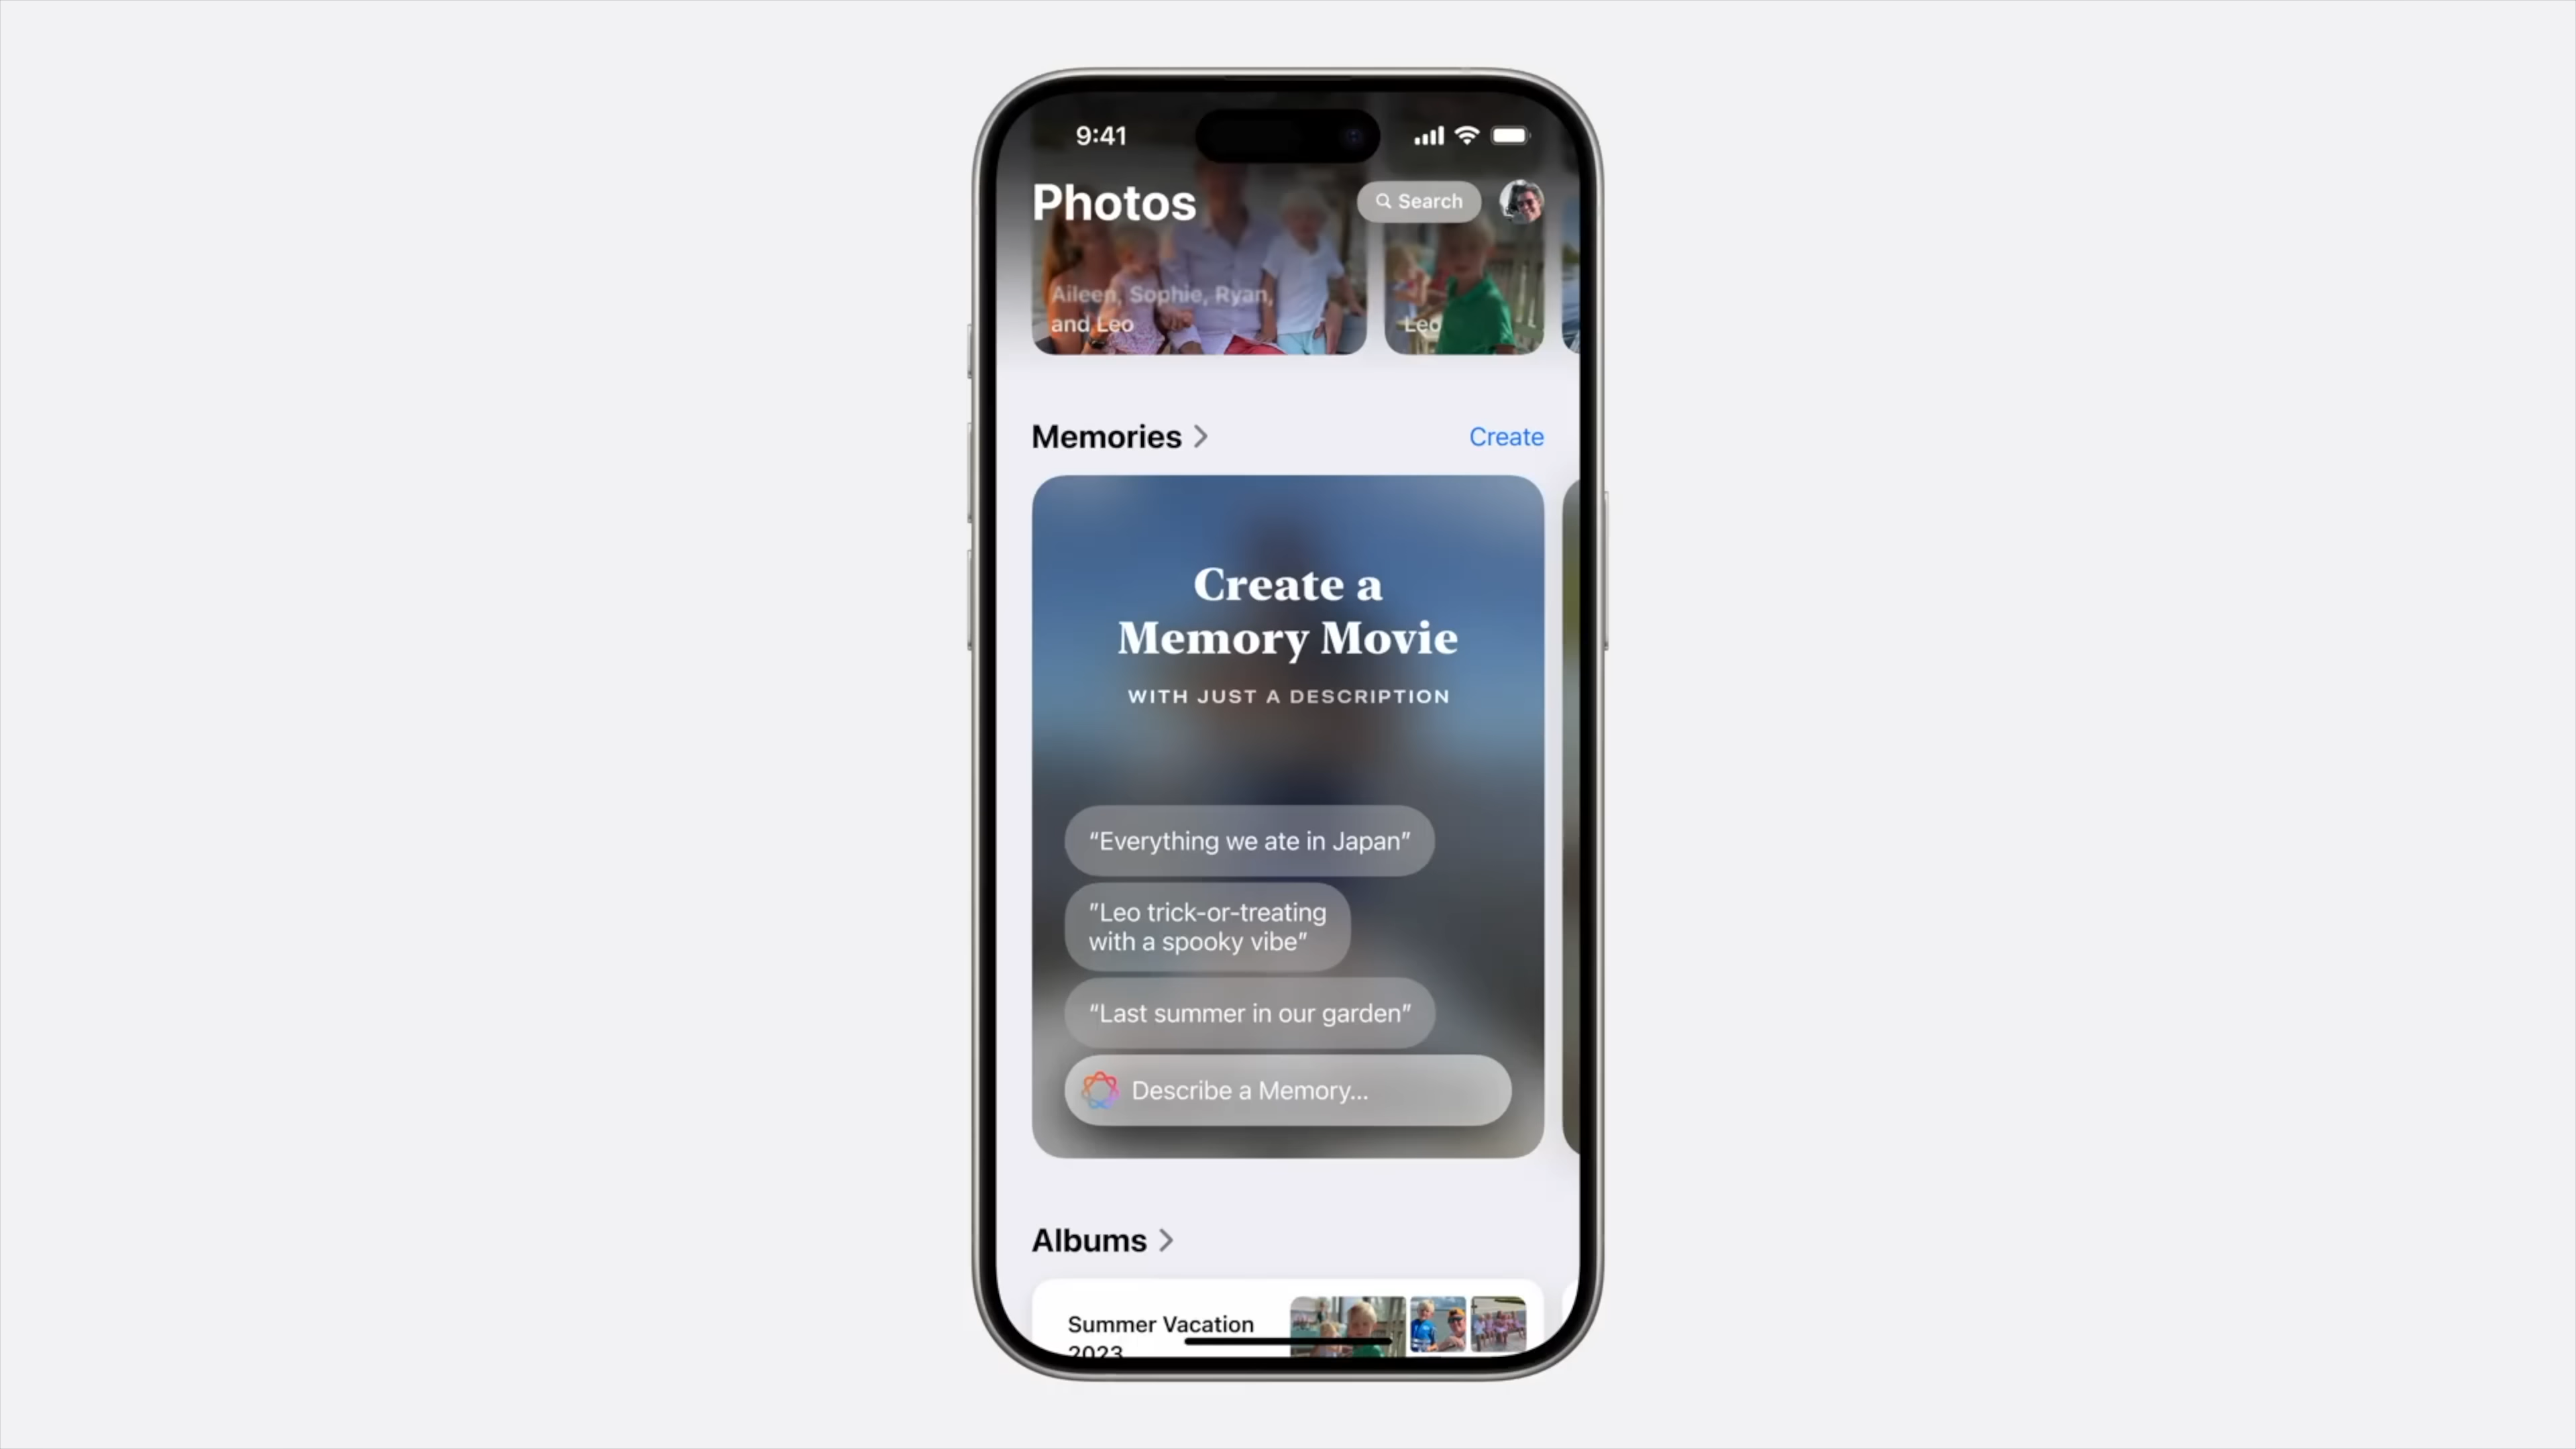 9:41
Photos
Search
Aileen, Sophie, Ryan,
and Leo
Leo
Memories
Create
Create a
Memory Movie
WITH JUST A DESCRIPTION
“Everything we ate in Japan”
"Leo trick-or-treating
with a spooky vibe”
“Last summer in our garden”
Describe a Memory...
Albums
Summer Vacation
2023